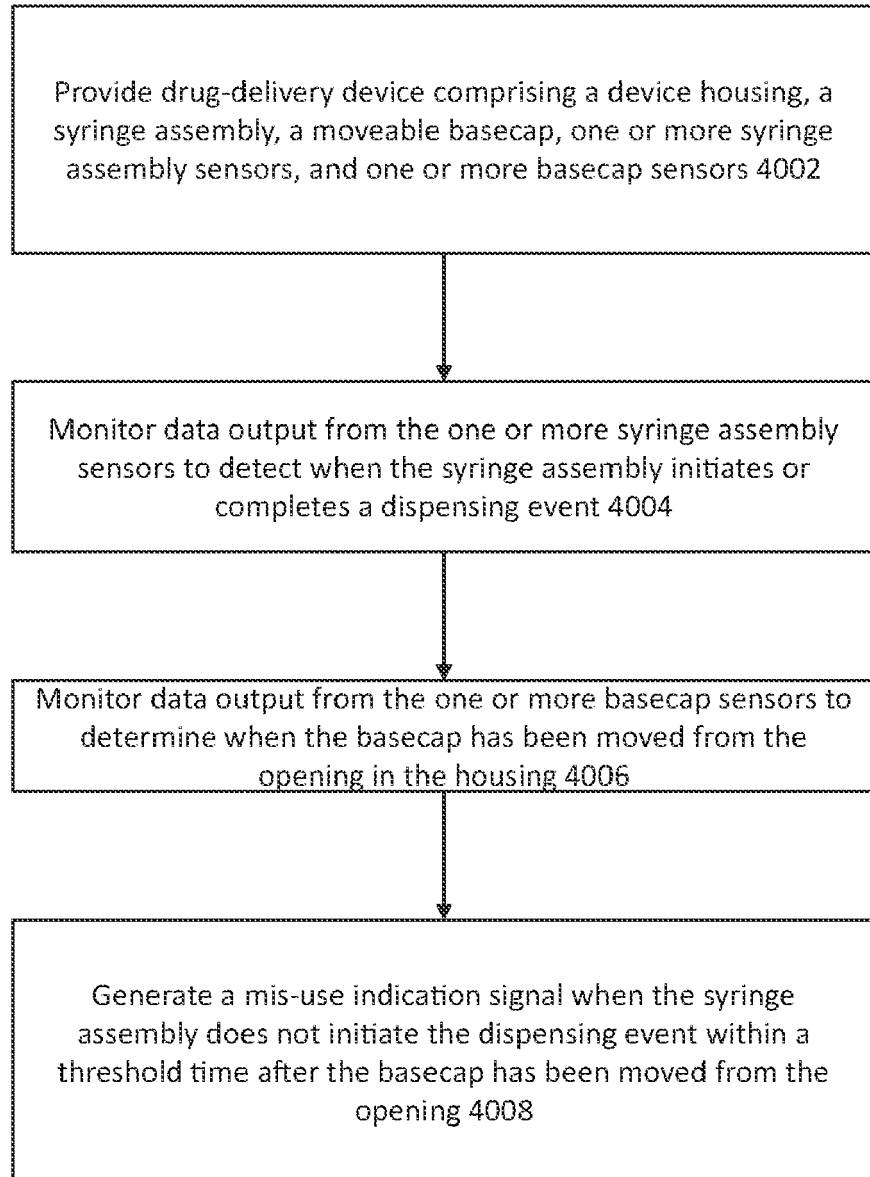 Provide drug-delivery device comprising a device housing, a
syringe assembly, a moveable basecap, one or more syringe
assembly sensors, and one or more basecap sensors 4002
Monitor data output from the one or more syringe assembly
sensors to detect when the syringe assembly initiates or
completes a dispensing event 4004
Monitor data output from the one or more basecap sensors to
determine when the basecap has been moved from the
opening in the housing 4006
Generate a mis-use indication signal when the syringe
assembly does not initiate the dispensing event within a
threshold time after the basecap has been moved from the
opening 4008